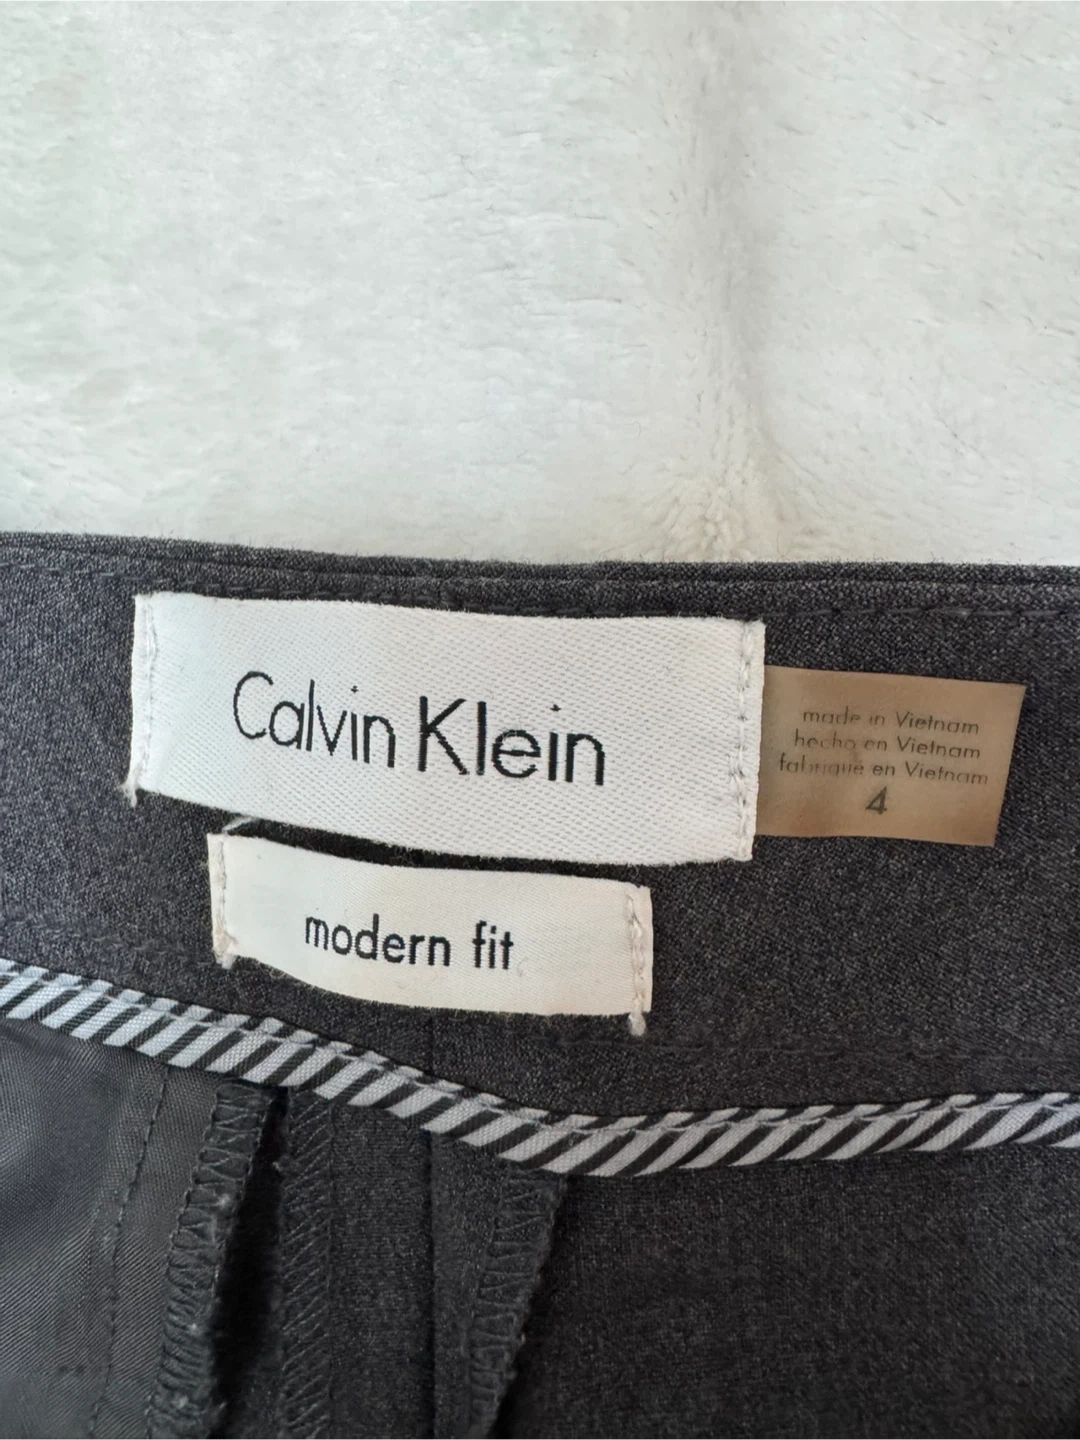 Calvin Klein
made in Vietnam
hecho en Vietnam
fabriqué en Vietnam
4
modern fit